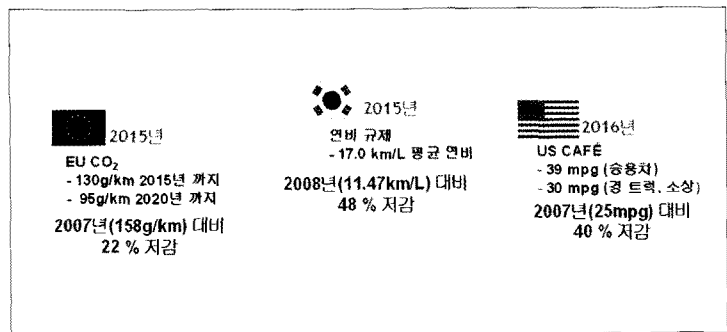 2015년
EU CO₂
- 130g/km 2015년 까지
- 95g/km 2020년 까지
2007년(158g/km) 대비
22 % 저감
2015년
연비 규제
- 17.0 km/L 평균 연비
2008년(11.47km/L) 대비
48 % 저감
2016년
US CAFÉ
- 39 mpg (승용차)
- 30 mpg (경 트럭, 소상)
2007년(25mpg) 대비
40 % 저감